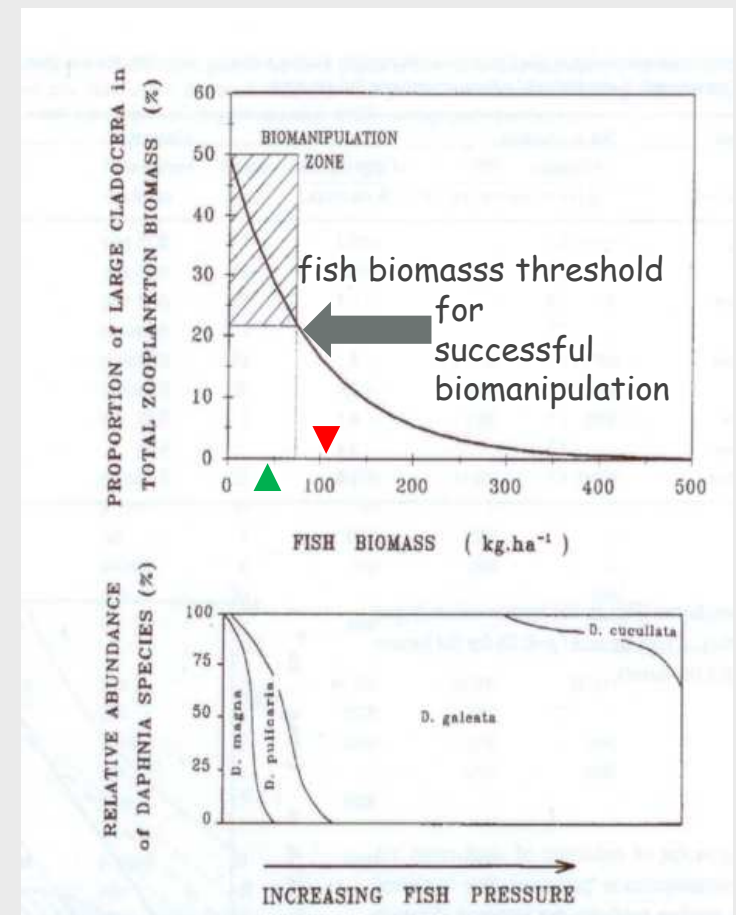 PROPORTION of LARGE CLADOCERA in
TOTAL ZOOPLANKTON BIOMASS (%)
60
50
40
30
20
10
0
BIOMANIPULATION
ZONE
fish biomasss threshold
for
successful
biomanipulation
0 100 200 300 400 500
FISH BIOMASS ( kg.ha⁻¹ )
RELATIVE ABUNDANCE
of DAPHNIA SPECIES (%)
100
75
50
25
0
D. magna
D. pulicaria
D. galeata
D. cucullata
INCREASING FISH PRESSURE